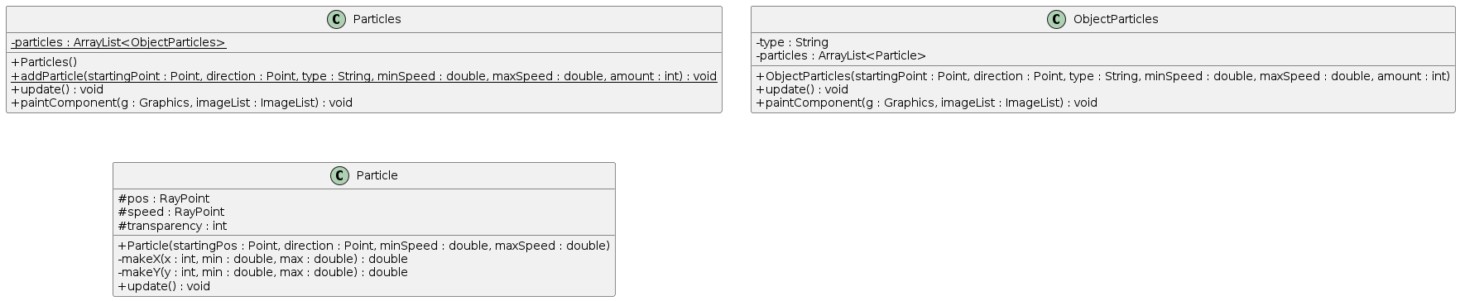 C Particles
-particles : ArrayList<ObjectParticles>
+Particles()
+addParticle(startingPoint : Point, direction : Point, type : String, minSpeed : double, maxSpeed : double, amount : int) : void
+update() : void
+paintComponent(g : Graphics, imageList : ImageList) : void
C ObjectParticles
-type : String
-particles : ArrayList<Particle>
+ObjectParticles(startingPoint : Point, direction : Point, type : String, minSpeed : double, maxSpeed : double, amount : int)
+update() : void
+paintComponent(g : Graphics, imageList : ImageList) : void
C Particle
#pos : RayPoint
#speed : RayPoint
#transparency : int
+Particle(startingPos : Point, direction : Point, minSpeed : double, maxSpeed : double)
-makeX(x : int, min : double, max : double) : double
-makeY(y : int, min : double, max : double) : double
+update() : void